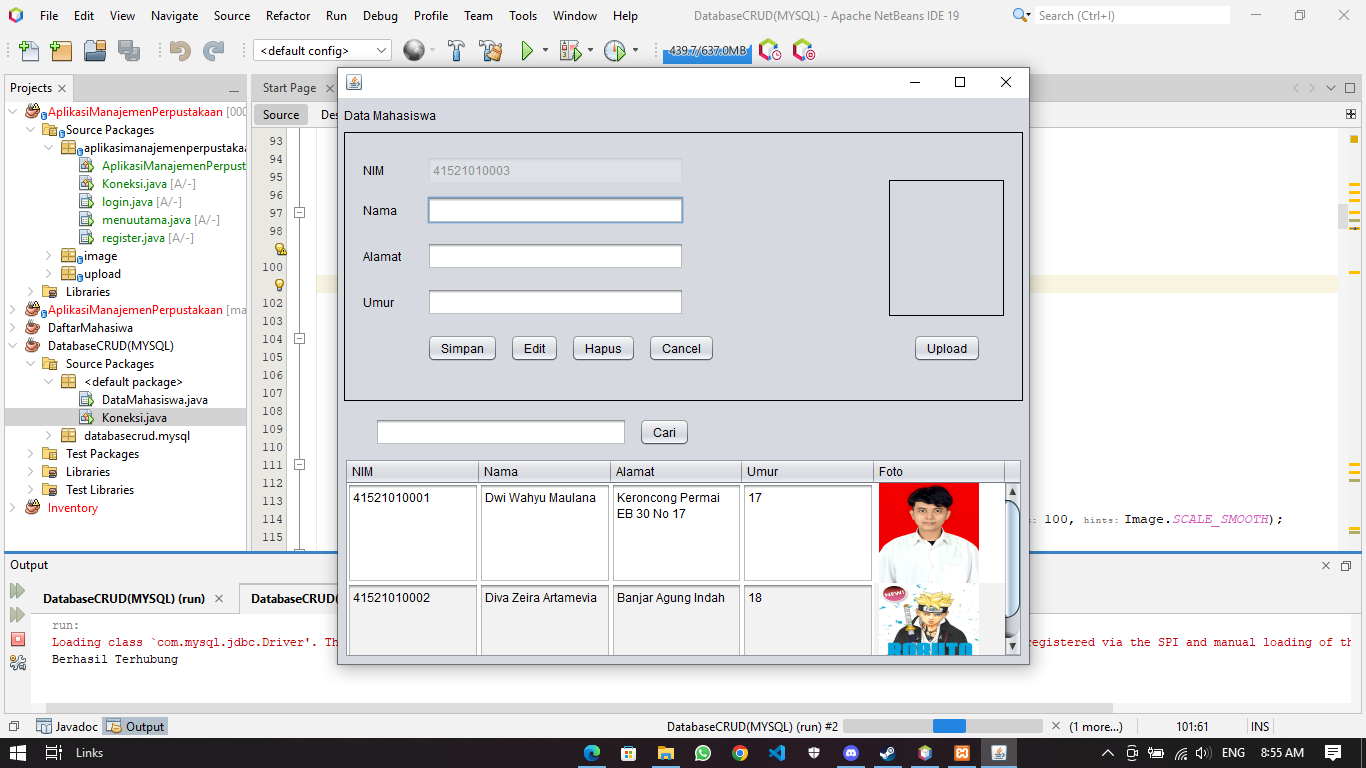 File Edit View Navigate Source Refactor Run Debug Profile Team Tools Window Help DatabaseCRUD(MYSQL) - Apache NetBeans IDE 19 Search (Ctrl+I)
<default config> 439.7/637.0MB
Projects Start Page
Source Des
AplikasiManajemenPerpustakaan [000
Source Packages
aplikasimanajemenperpustaka
AplikasiManajemenPerpust
Koneksi.java [A/-]
login.java [A/-]
menuutama.java [A/-]
register.java [A/-]
image
upload
Libraries
AplikasiManajemenPerpustakaan [ma
DaftarMahasiwa
DatabaseCRUD(MYSQL)
Source Packages
<default package>
DataMahasiswa.java
Koneksi.java
databasecrud.mysql
Test Packages
Libraries
Test Libraries
Inventory
93
94
95
96
97
98
100
102
103
104
105
106
107
108
109
110
111
112
113
114
115
Data Mahasiswa
NIM 41521010003
Nama
Alamat
Umur
Simpan Edit Hapus Cancel Upload
Cari
NIM Nama Alamat Umur Foto
41521010001 Dwi Wahyu Maulana Keroncong Permai EB 30 No 17 17
41521010002 Diva Zeira Artamevia Banjar Agung Indah 18
NEW!
BORUTO
100, hints: Image.SCALE_SMOOTH);
Output
DatabaseCRUD(MYSQL) (run) DatabaseCRUD(
run:
Loading class `com.mysql.jdbc.Driver'. Th registered via the SPI and manual loading of th
Berhasil Terhubung
Javadoc Output DatabaseCRUD(MYSQL) (run) #2 (1 more...) 101:61 INS
Links ENG 8:55 AM